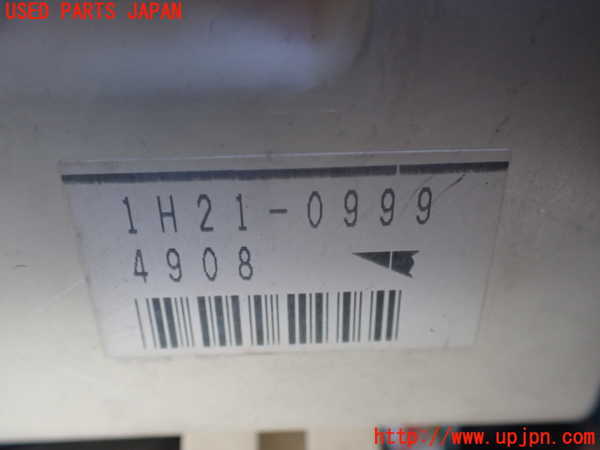 USED PARTS JAPAN
1H21-0999
4908
http://www.upjpn.com/